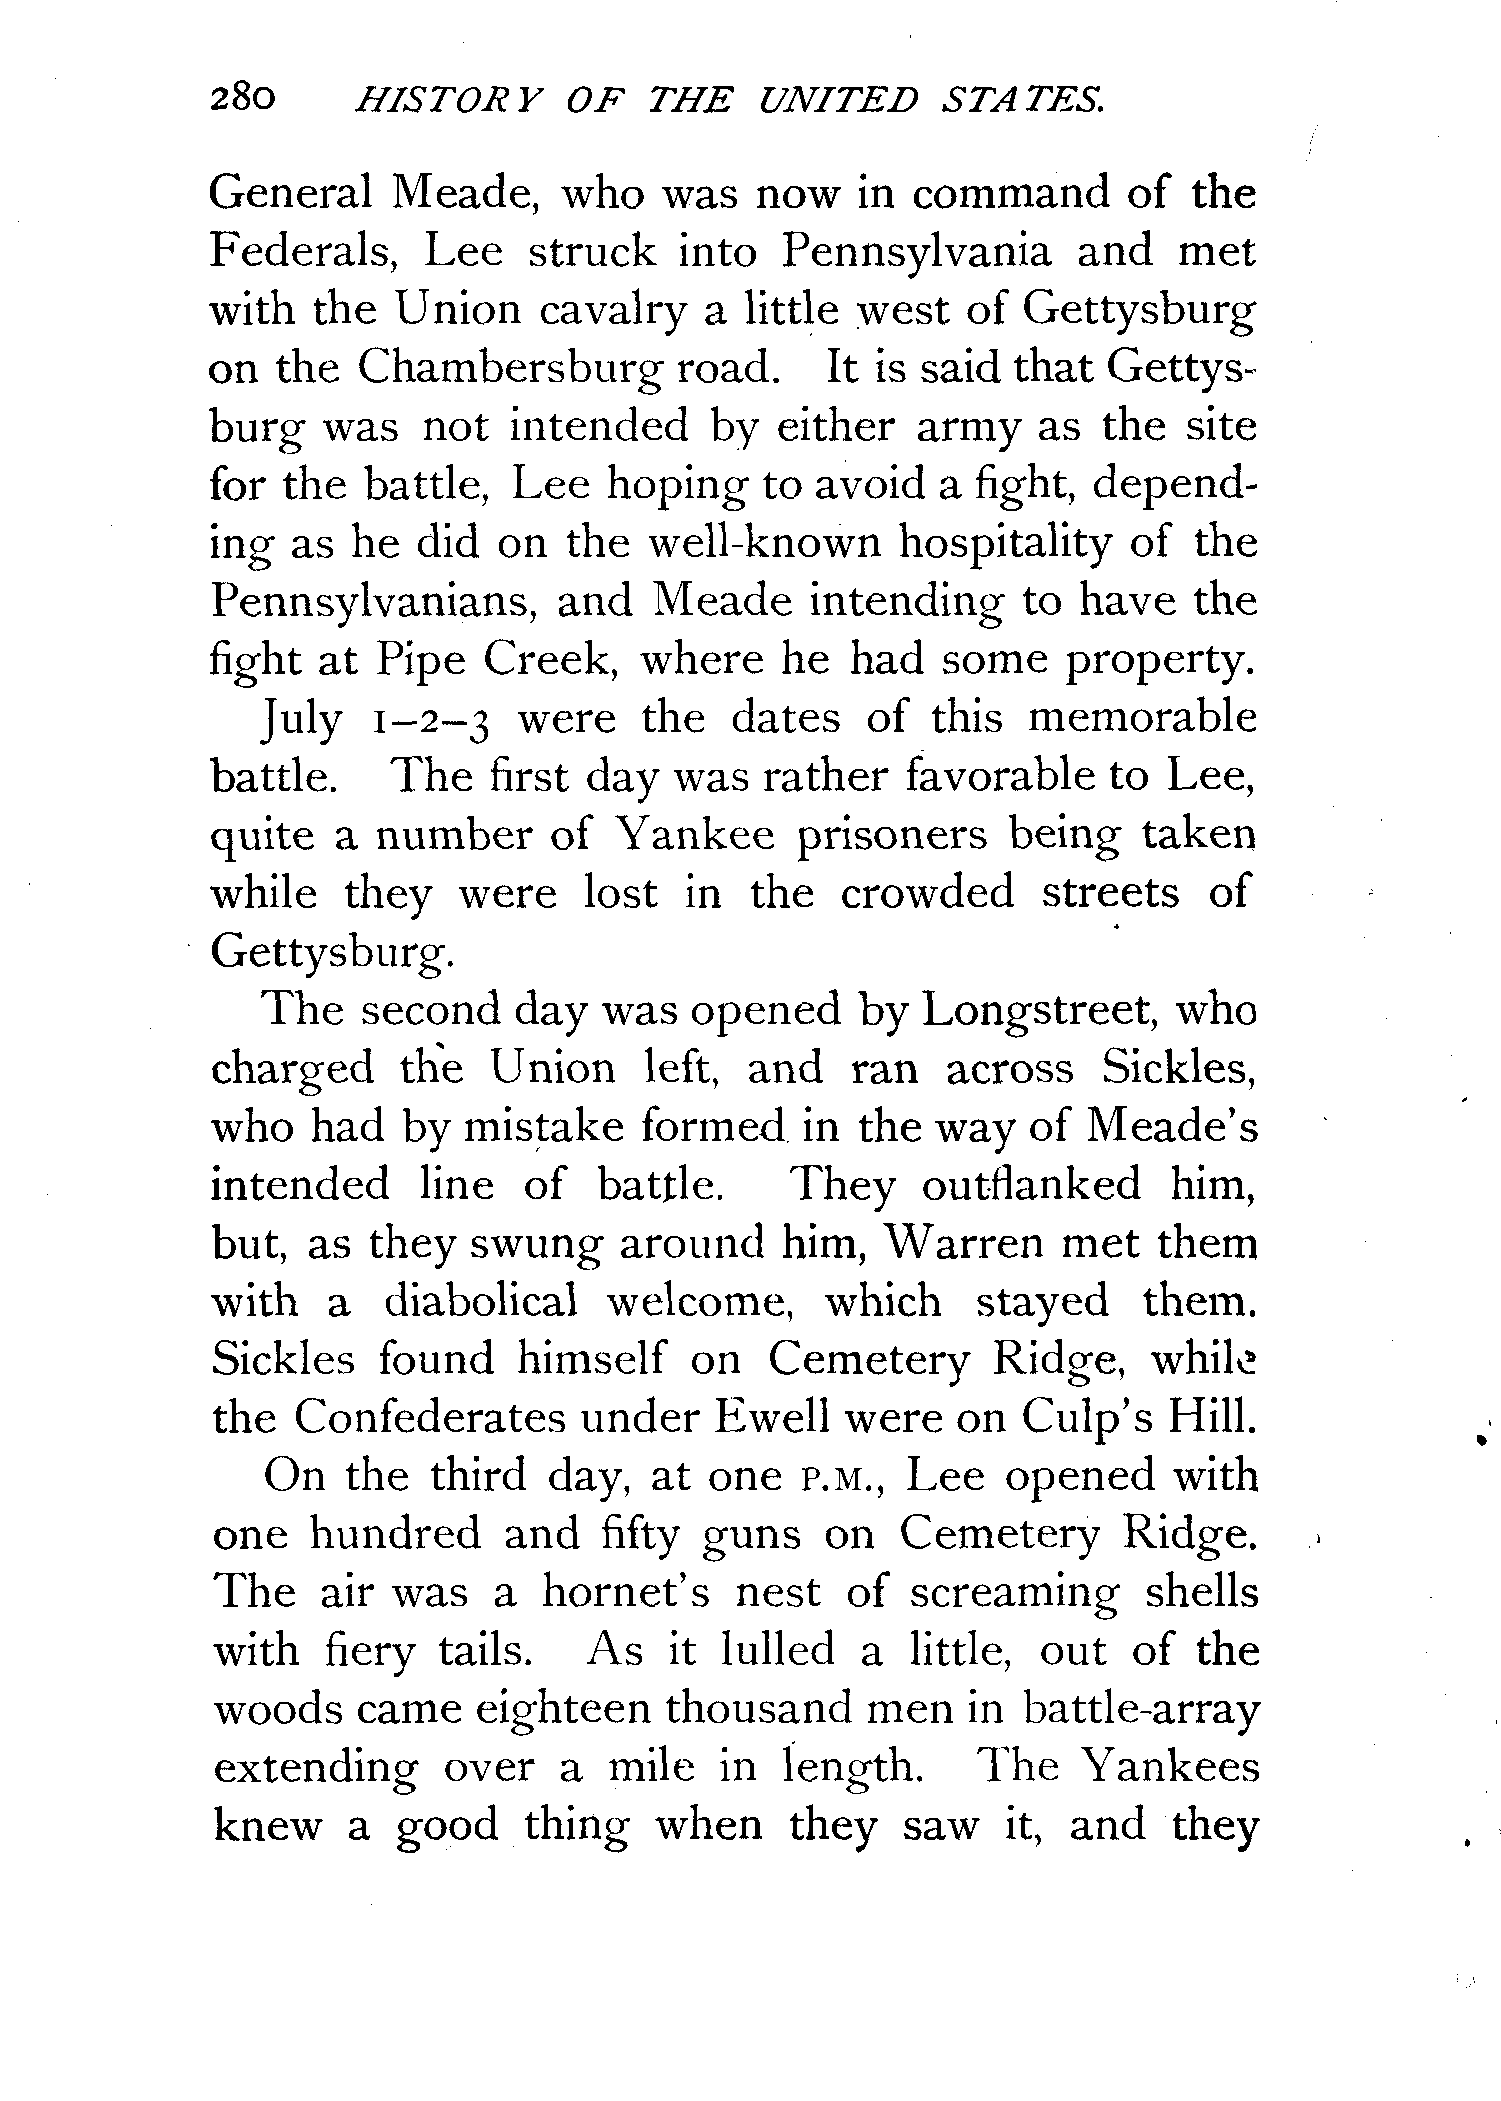 280 HISTORY OF THE UNITED STATES.
General Meade, who was now in command of the
Federals, Lee struck into Pennsylvania and met
with the Union cavalry a little west of Gettysburg
on the Chambersburg road. It is said that Gettys-
burg was not intended by either army as the site
for the battle, Lee hoping to avoid a fight, depend-
ing as he did on the well-known hospitality of the
Pennsylvanians, and Meade intending to have the
fight at Pipe Creek, where he had some property.
July 1–2–3 were the dates of this memorable
battle. The first day was rather favorable to Lee,
quite a number of Yankee prisoners being taken
while they were lost in the crowded streets of
Gettysburg.
The second day was opened by Longstreet, who
charged the Union left, and ran across Sickles,
who had by mistake formed in the way of Meade's
intended line of battle. They outflanked him,
but, as they swung around him, Warren met them
with a diabolical welcome, which stayed them.
Sickles found himself on Cemetery Ridge, while
the Confederates under Ewell were on Culp's Hill.
On the third day, at one P.M., Lee opened with
one hundred and fifty guns on Cemetery Ridge.
The air was a hornet's nest of screaming shells
with fiery tails. As it lulled a little, out of the
woods came eighteen thousand men in battle-array
extending over a mile in length. The Yankees
knew a good thing when they saw it, and they